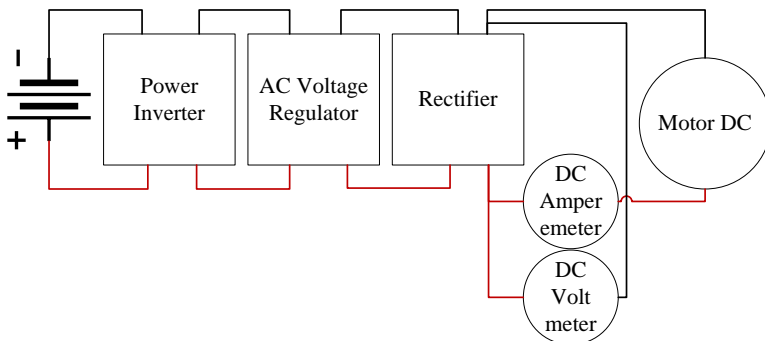 Power
Inverter
AC Voltage
Regulator
Rectifier
Motor DC
DC
Amper
emeter
DC
Volt
meter